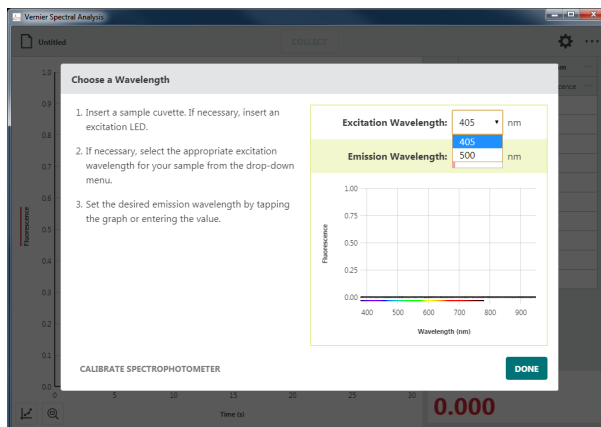 Vernier Spectral Analysis
Untitled
COLLECT
Choose a Wavelength
1. Insert a sample cuvette. If necessary, insert an
excitation LED.
2. If necessary, select the appropriate excitation
wavelength for your sample from the drop-down
menu.
3. Set the desired emission wavelength by tapping
the graph or entering the value.
Excitation Wavelength: 405 nm
405
500
Emission Wavelength: nm
1.00
0.75
0.50
0.25
0.00
Fluorescence
400 500 600 700 800 900
Wavelength (nm)
CALIBRATE SPECTROPHOTOMETER
DONE
1.0
0.9
0.8
0.7
0.6
0.5
0.4
0.3
0.2
0.1
0.0
Fluorescence
0 5 10 15 20 25 30
Time (s)
0.000